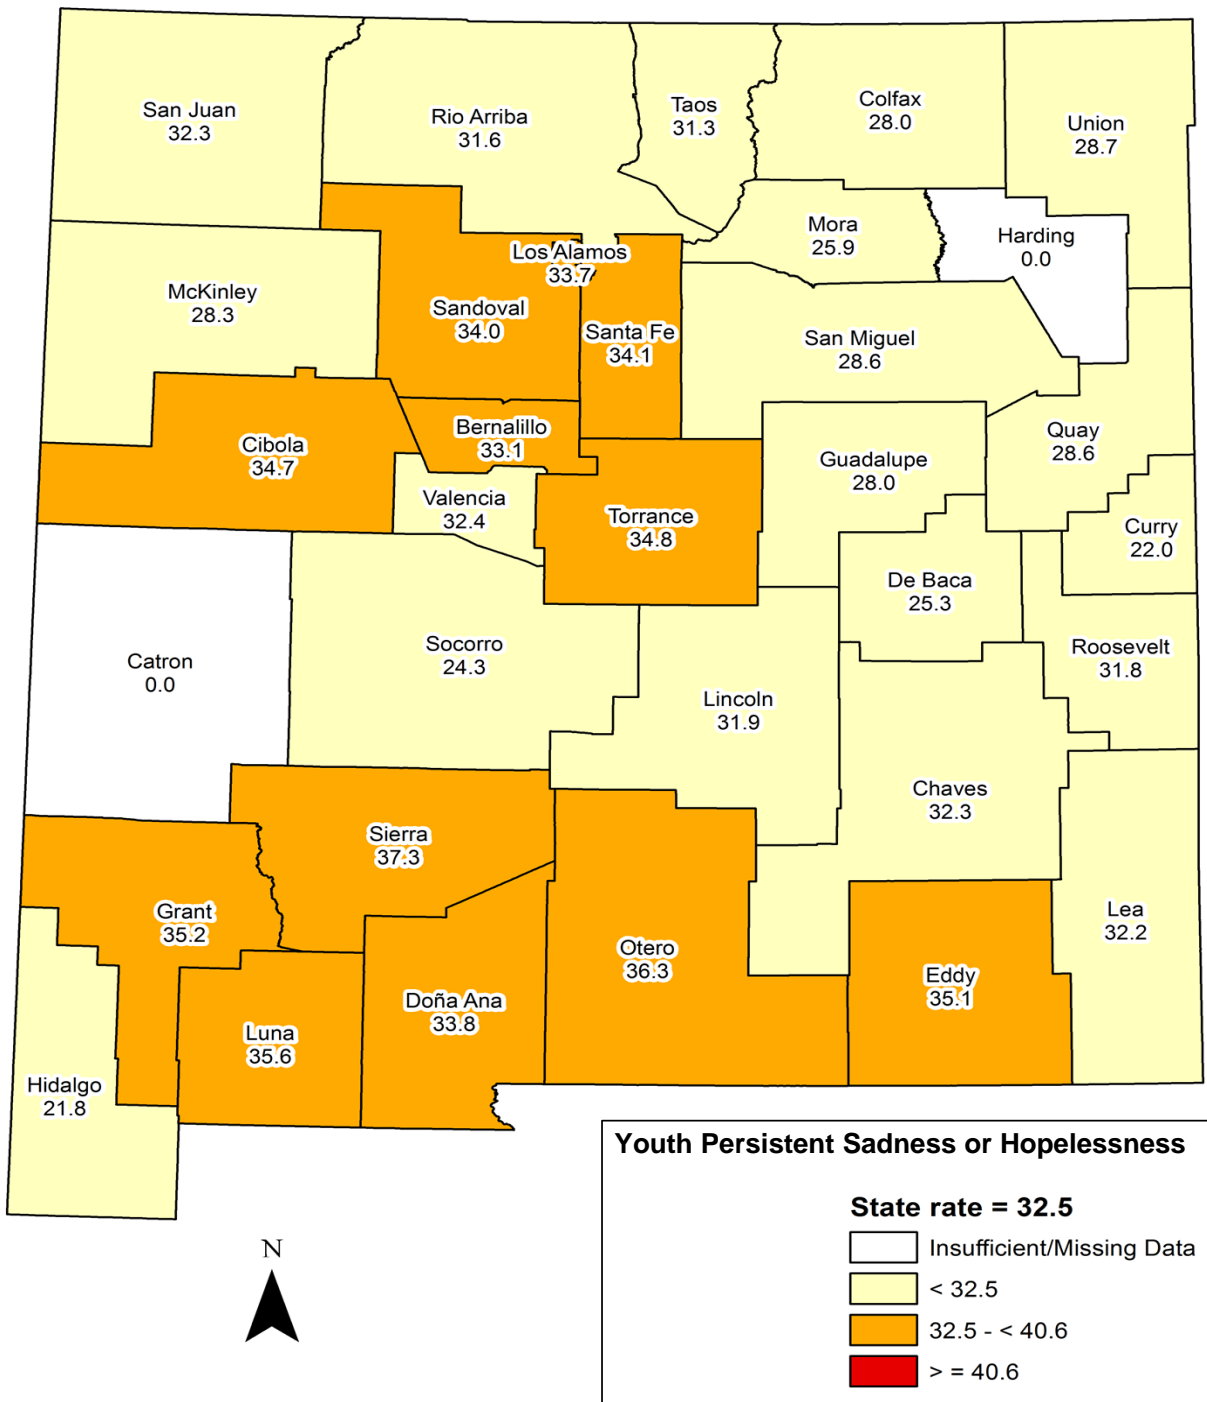 San Juan
32.3
Rio Arriba
31.6
Taos
31.3
Colfax
28.0
Union
28.7
Mora
25.9
Harding
0.0
Los Alamos
33.7
McKinley
28.3
Sandoval
34.0
Santa Fe
34.1
San Miguel
28.6
Cibola
34.7
Bernalillo
33.1
Guadalupe
28.0
Quay
28.6
Valencia
32.4
Torrance
34.8
Curry
22.0
De Baca
25.3
Catron
0.0
Socorro
24.3
Lincoln
31.9
Roosevelt
31.8
Chaves
32.3
Sierra
37.3
Grant
35.2
Otero
36.3
Eddy
35.1
Lea
32.2
Doña Ana
33.8
Luna
35.6
Hidalgo
21.8
Youth Persistent Sadness or Hopelessness
State rate = 32.5
Insufficient/Missing Data
< 32.5
32.5 - < 40.6
> = 40.6
N